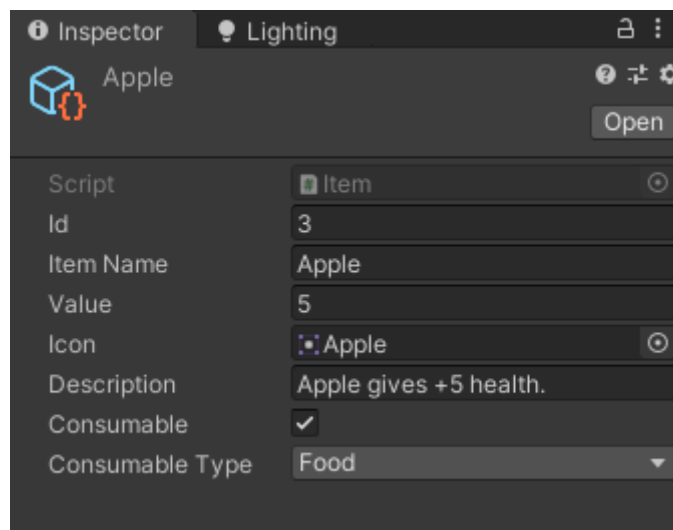 Inspector Lighting
Apple
Open
Script Item
Id 3
Item Name Apple
Value 5
Icon Apple
Description Apple gives +5 health.
Consumable
Consumable Type Food